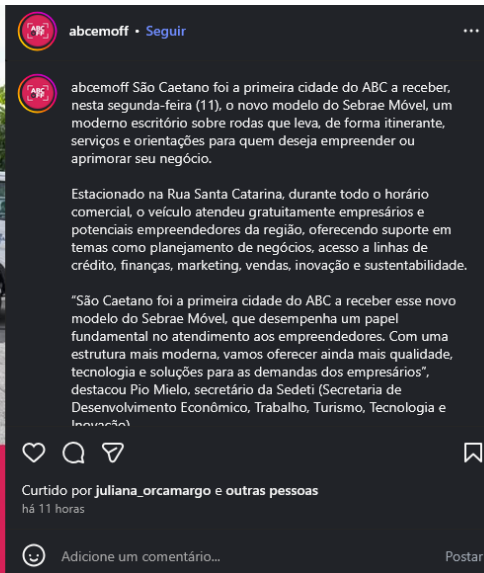 ABC
OFF
abcemoff • Seguir
ABC
OFF
abcemoff São Caetano foi a primeira cidade do ABC a receber,
nesta segunda-feira (11), o novo modelo do Sebrae Móvel, um
moderno escritório sobre rodas que leva, de forma itinerante,
serviços e orientações para quem deseja empreender ou
aprimorar seu negócio.
Estacionado na Rua Santa Catarina, durante todo o horário
comercial, o veículo atendeu gratuitamente empresários e
potenciais empreendedores da região, oferecendo suporte em
temas como planejamento de negócios, acesso a linhas de
crédito, finanças, marketing, vendas, inovação e sustentabilidade.
“São Caetano foi a primeira cidade do ABC a receber esse novo
modelo do Sebrae Móvel, que desempenha um papel
fundamental no atendimento aos empreendedores. Com uma
estrutura mais moderna, vamos oferecer ainda mais qualidade,
tecnologia e soluções para as demandas dos empresários”,
destacou Pio Mielo, secretário da Sedeti (Secretaria de
Desenvolvimento Econômico, Trabalho, Turismo, Tecnologia e
Inovação)
Curtido por juliana_orcamargo e outras pessoas
há 11 horas
Adicione um comentário...
Postar